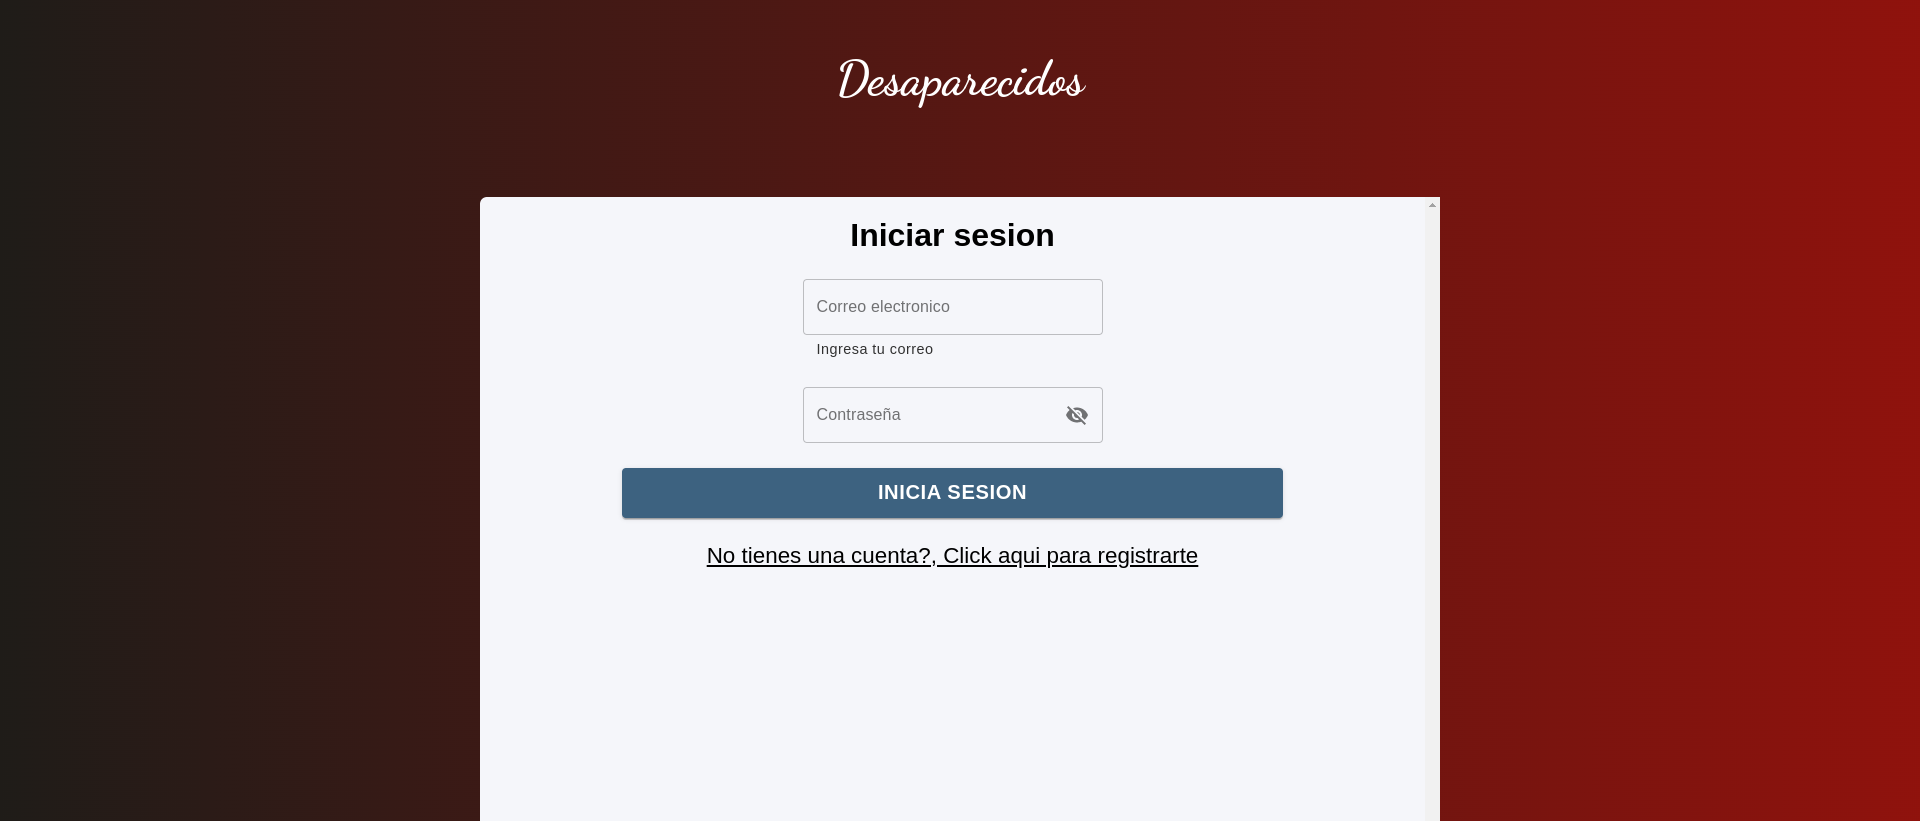 Desaparecidos
Iniciar sesion
Correo electronico
Ingresa tu correo
Contraseña
INICIA SESION
No tienes una cuenta?, Click aqui para registrarte